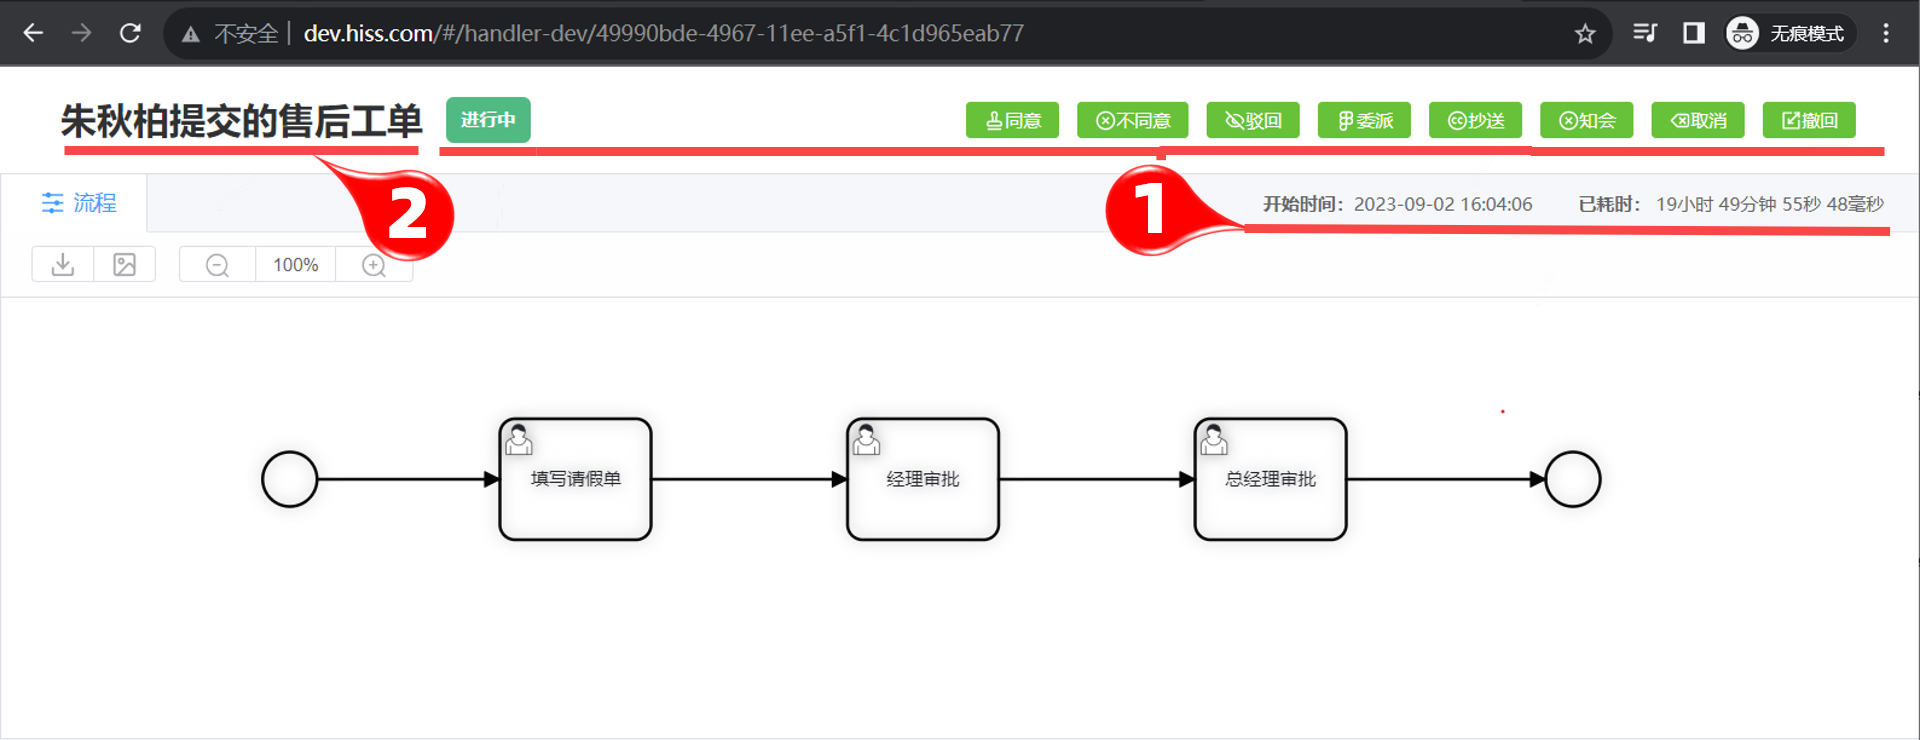 不安全 | dev.hiss.com/#/handler-dev/49990bde-4967-11ee-a5f1-4c1d965eab77 无痕模式
朱秋柏提交的售后工单 进行中 同意 不同意 驳回 委派 抄送 知会 取消 撤回
流程 2 1 开始时间: 2023-09-02 16:04:06 已耗时: 19小时 49分钟 55秒 48毫秒
100%
填写请假单 经理审批 总经理审批